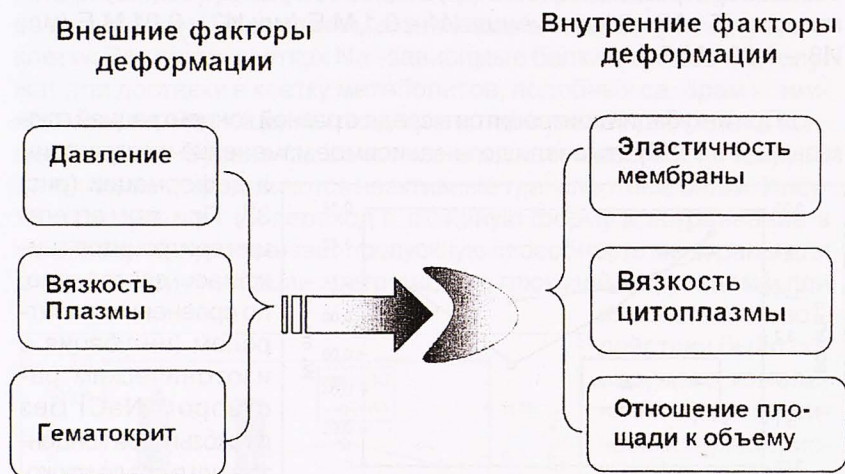 Внешние факторы
деформации
Внутренние факторы
деформации
Давление
Вязкость
Плазмы
Гематокрит
Эластичность
мембраны
Вязкость
цитоплазмы
Отношение пло-
щади к объему